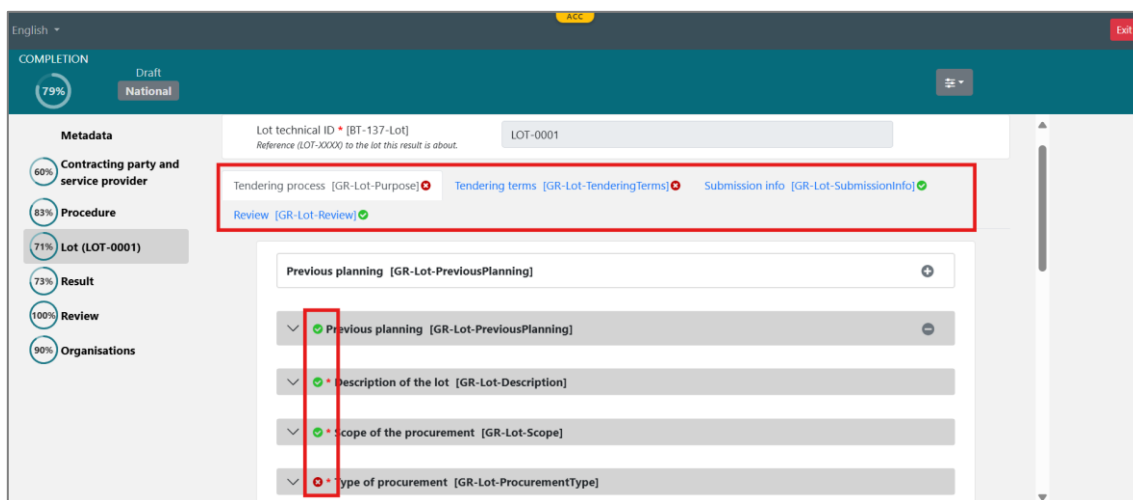 ACC
English
Exit
COMPLETION
79%
Draft
National
Metadata
60% Contracting party and
service provider
83% Procedure
71% Lot (LOT-0001)
73% Result
100% Review
90% Organisations
Lot technical ID * [BT-137-Lot]
LOT-0001
Reference (LOT-XXXX) to the lot this result is about.
Tendering process [GR-Lot-Purpose] Tendering terms [GR-Lot-TenderingTerms] Submission info [GR-Lot-SubmissionInfo]
Review [GR-Lot-Review]
Previous planning [GR-Lot-PreviousPlanning]
Previous planning [GR-Lot-PreviousPlanning]
* Description of the lot [GR-Lot-Description]
* Scope of the procurement [GR-Lot-Scope]
* Type of procurement [GR-Lot-ProcurementType]